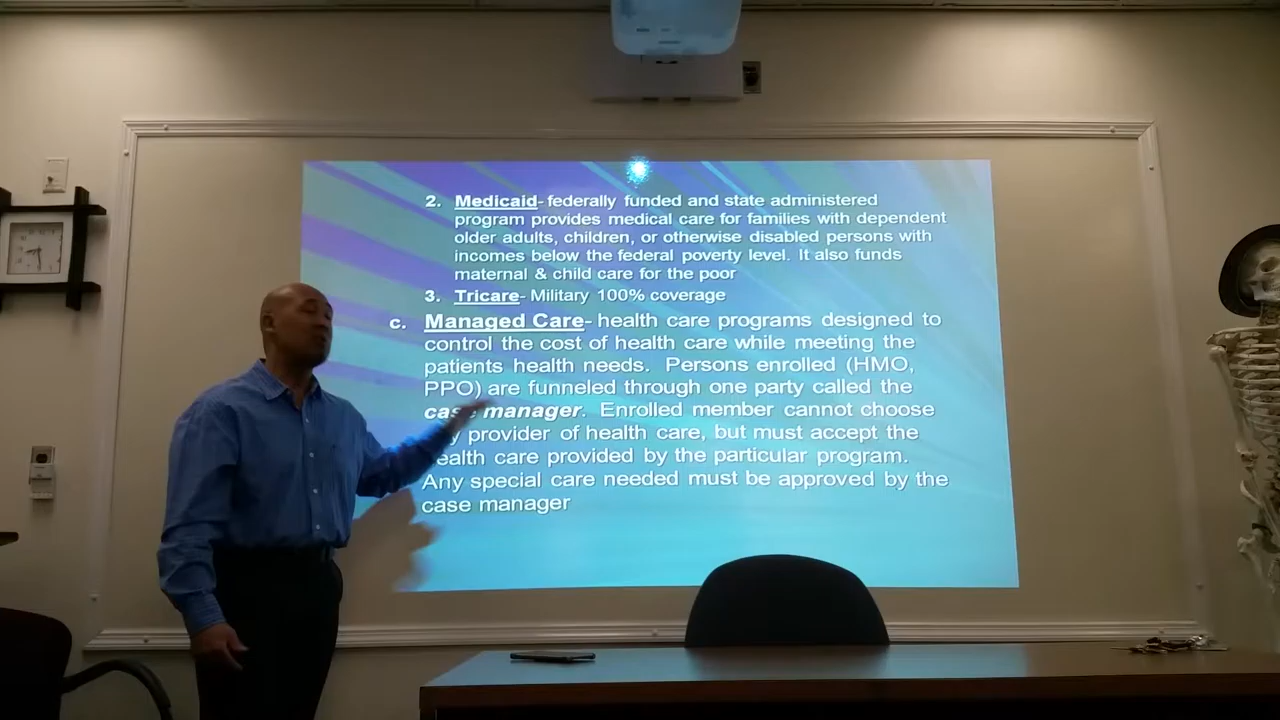 2. Medicaid- federally funded and state administered
program provides medical care for families with dependent
older adults, children, or otherwise disabled persons with
incomes below the federal poverty level. It also funds
maternal & child care for the poor
3. Tricare- Military 100% coverage
c. Managed Care- health care programs designed to
control the cost of health care while meeting the
patients health needs. Persons enrolled (HMO,
PPO) are funneled through one party called the
case manager. Enrolled member cannot choose
provider of health care, but must accept the
health care provided by the particular program.
Any special care needed must be approved by the
case manager